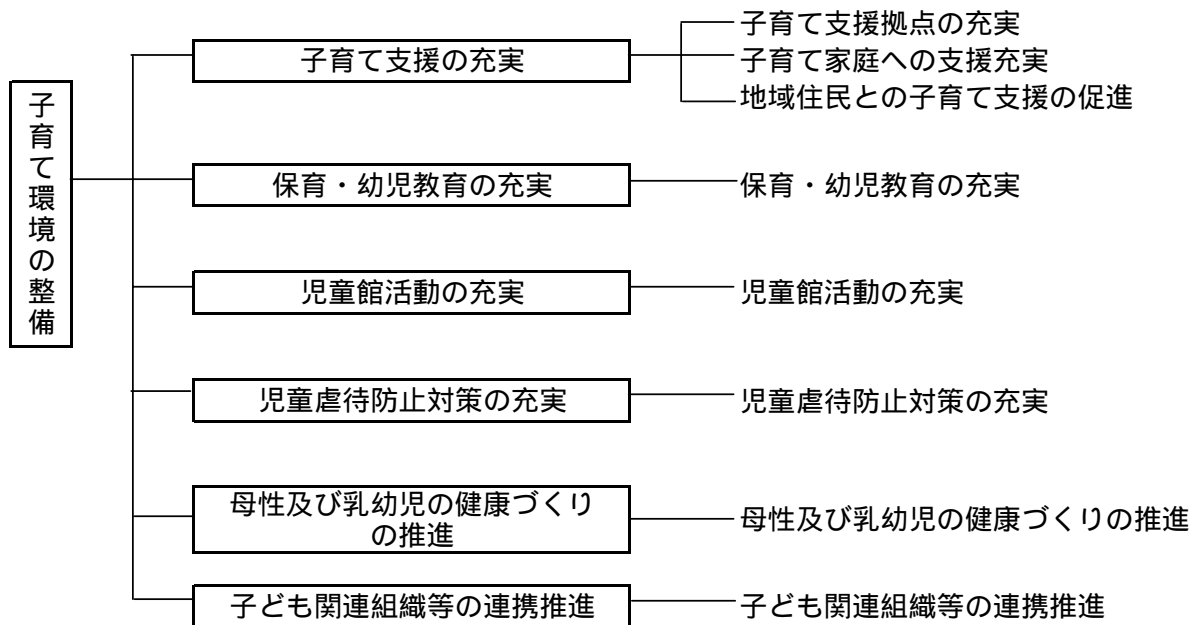 子育て環境の整備
子育て支援の充実
子育て支援拠点の充実
子育て家庭への支援充実
地域住民との子育て支援の促進
保育・幼児教育の充実
保育・幼児教育の充実
児童館活動の充実
児童館活動の充実
児童虐待防止対策の充実
児童虐待防止対策の充実
母性及び乳幼児の健康づくり
の推進
母性及び乳幼児の健康づくりの推進
子ども関連組織等の連携推進
子ども関連組織等の連携推進